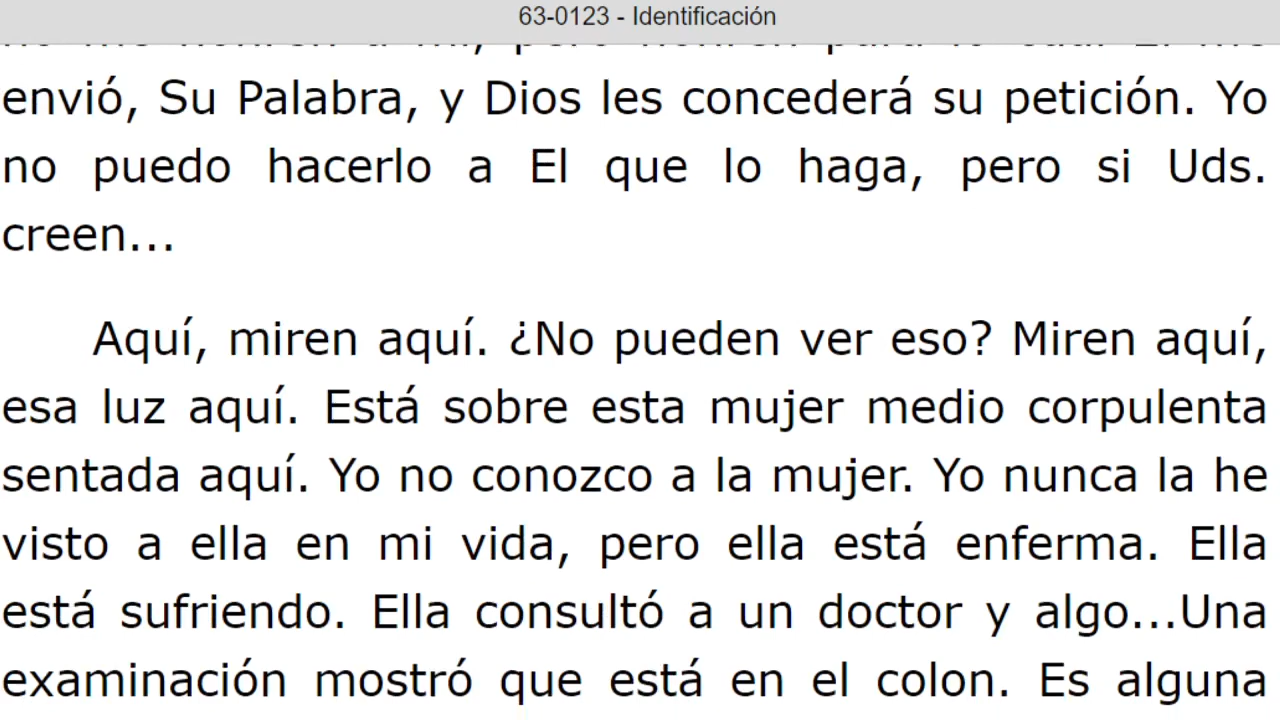 63-0123 - Identificación
envió, Su Palabra, y Dios les concederá su petición. Yo
no puedo hacerlo a El que lo haga, pero si Uds.
creen...
Aquí, miren aquí. ¿No pueden ver eso? Miren aquí,
esa luz aquí. Está sobre esta mujer medio corpulenta
sentada aquí. Yo no conozco a la mujer. Yo nunca la he
visto a ella en mi vida, pero ella está enferma. Ella
está sufriendo. Ella consultó a un doctor y algo...Una
examinación mostró que está en el colon. Es alguna